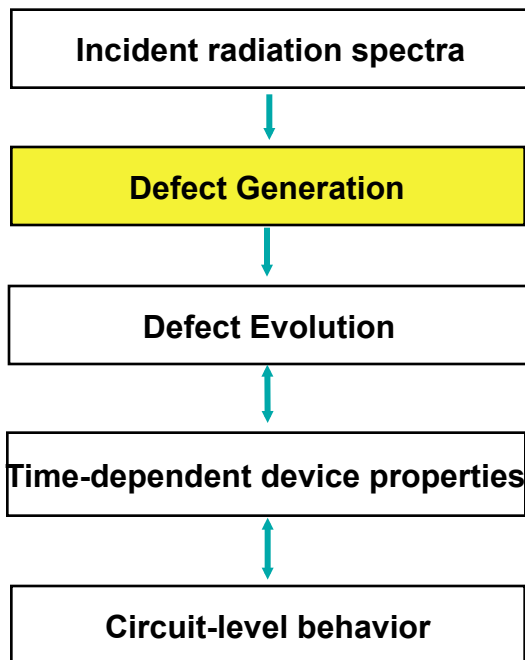 Incident radiation spectra
Defect Generation
Defect Evolution
Time-dependent device properties
Circuit-level behavior